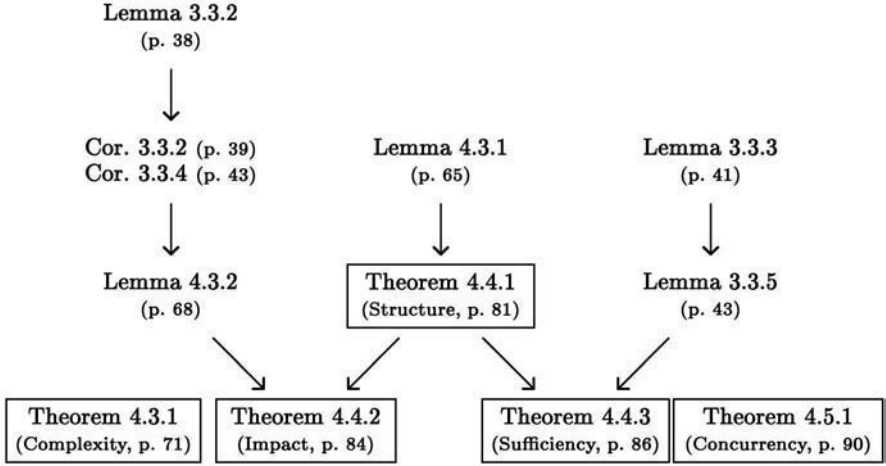 Lemma 3.3.2
(p. 38)
Cor. 3.3.2 (p. 39)
Cor. 3.3.4 (p. 43)
Lemma 4.3.1
(p. 65)
Lemma 3.3.3
(p. 41)
Lemma 4.3.2
(p. 68)
Theorem 4.4.1
(Structure, p. 81)
Lemma 3.3.5
(p. 43)
Theorem 4.3.1
(Complexity, p. 71)
Theorem 4.4.2
(Impact, p. 84)
Theorem 4.4.3
(Sufficiency, p. 86)
Theorem 4.5.1
(Concurrency, p. 90)